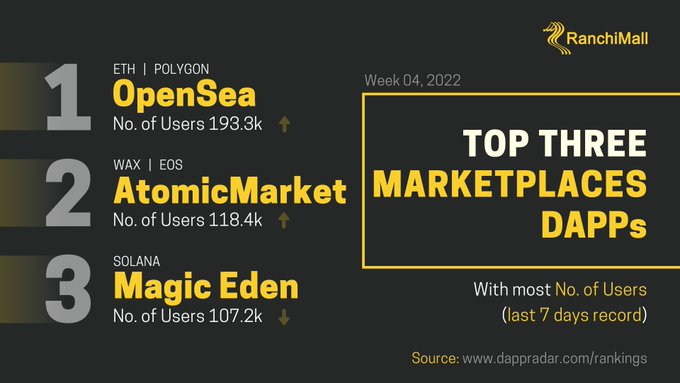 RanchiMall
Week 04, 2022
TOP THREE
MARKETPLACES
DAPPs
With most No. of Users
(last 7 days record)
1
ETH | POLYGON
OpenSea
No. of Users 193.3k
2
WAX | EOS
AtomicMarket
No. of Users 118.4k
3
SOLANA
Magic Eden
No. of Users 107.2k
Source: www.dappradar.com/rankings